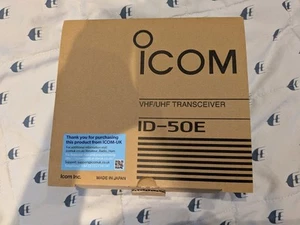 ICOM
VHF/UHF TRANSCEIVER
ID-50E
Thank you for purchasing
this product from ICOM-UK
Icom Inc.
MADE IN JAPAN